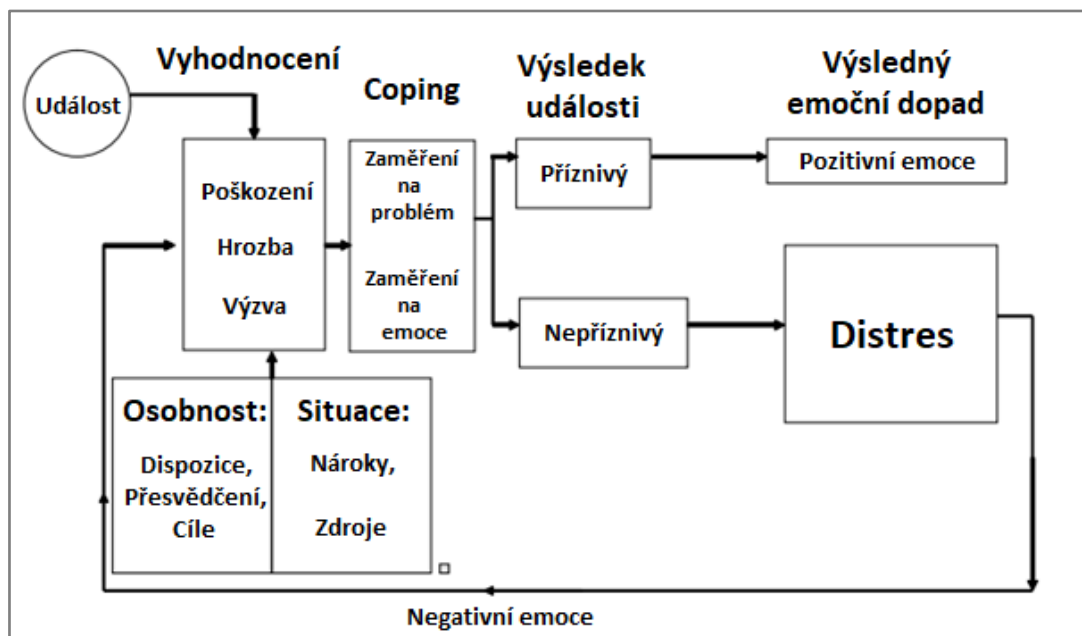 Událost
Vyhodnocení
Poškození
Hrozba
Výzva
Coping
Zaměření
na
problém
Zaměření
na
emoce
Výsledek
události
Příznivý
Nepříznivý
Výsledný
emoční dopad
Pozitivní emoce
Distres
Osobnost:
Dispozice,
Přesvědčení,
Cíle
Situace:
Nároky,
Zdroje
Negativní emoce